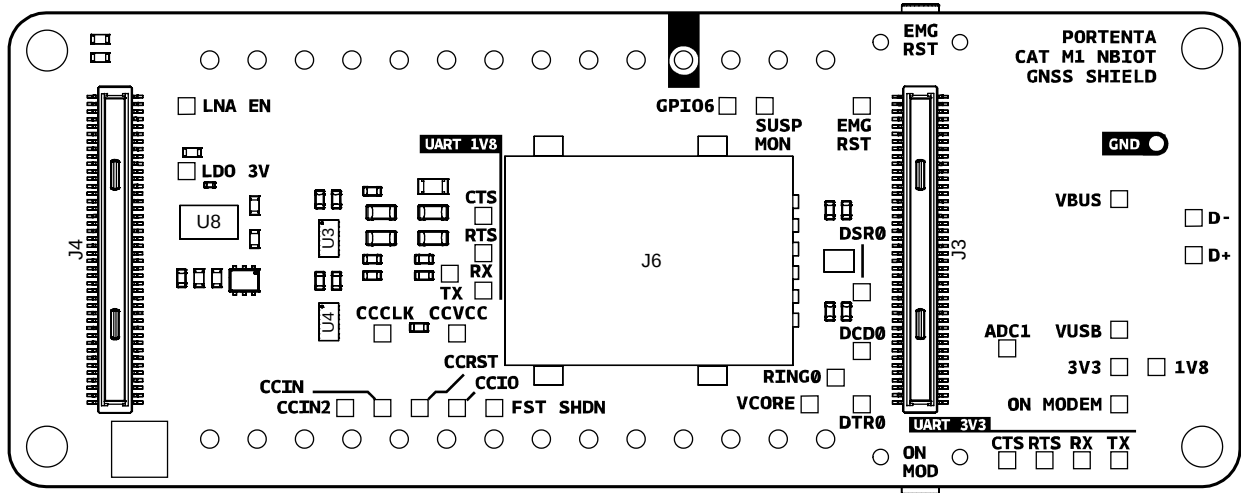 EMG
RST
PORTENTA
CAT M1 NBIOT
GNSS SHIELD
LNA EN
GPIO6
SUSP
MON
EMG
RST
UART 1V8
GND
LDO 3V
CTS
VBUS
U8
U3
RTS
DSR0
D-
J4
J6
J3
D+
RX
TX
CCCLK
CCVCC
U4
DCD0
ADC1
VUSB
CCRST
3V3
1V8
CCIN
CCIO
RING0
CCIN2
FST SHDN
VCORE
DTR0
ON MODEM
UART 3V3
CTS RTS RX TX
ON
MOD